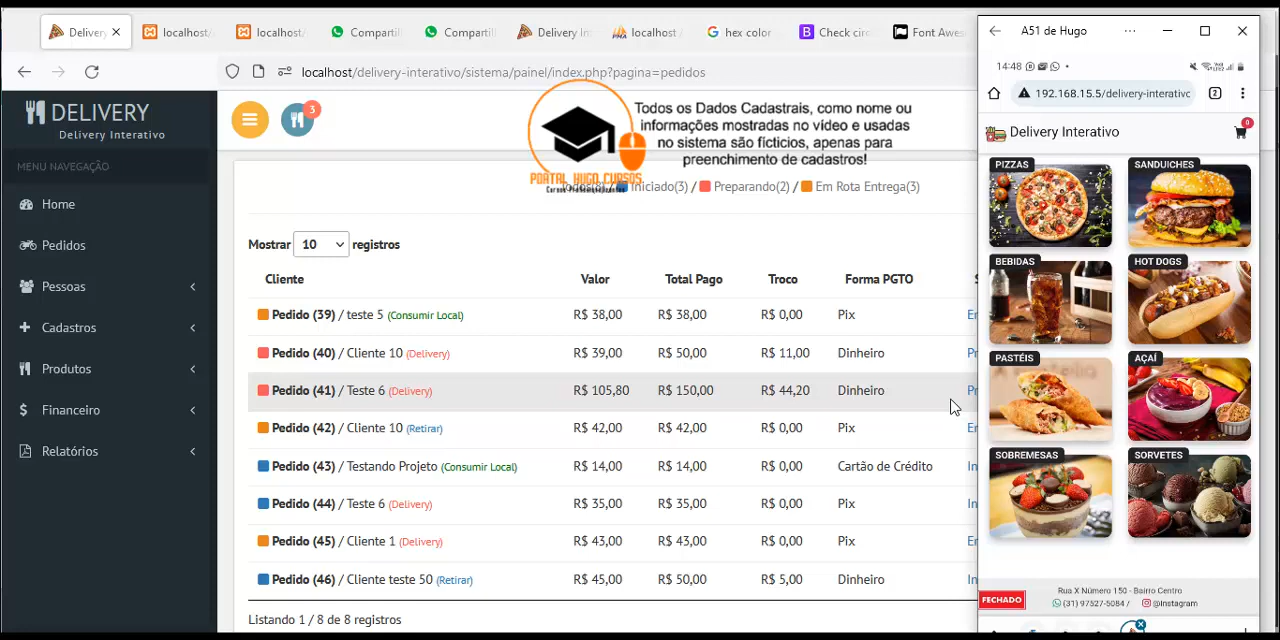 Delivery
localhost/
localhost/
Compartil
Compartil
Delivery In
localhost
hex color
Check circ
Font Awes
localhost/delivery-interativo/sistema/painel/index.php?pagina=pedidos
DELIVERY
Delivery Interativo
MENU NAVEGAÇÃO
Home
Pedidos
Pessoas
Cadastros
Produtos
Financeiro
Relatórios
3
Todos os Dados Cadastrais, como nome ou
informações mostradas no vídeo e usadas
no sistema são fictícios, apenas para
preenchimento de cadastros!
PORTAL HUGO CURSOS
Iniciado(3) / Preparando(2) / Em Rota Entrega(3)
Mostrar 10 registros
Cliente Valor Total Pago Troco Forma PGTO S
Pedido (39) / teste 5 (Consumir Local) R$ 38,00 R$ 38,00 R$ 0,00 Pix En
Pedido (40) / Cliente 10 (Delivery) R$ 39,00 R$ 50,00 R$ 11,00 Dinheiro Pr
Pedido (41) / Teste 6 (Delivery) R$ 105,80 R$ 150,00 R$ 44,20 Dinheiro Pr
Pedido (42) / Cliente 10 (Retirar) R$ 42,00 R$ 42,00 R$ 0,00 Pix En
Pedido (43) / Testando Projeto (Consumir Local) R$ 14,00 R$ 14,00 R$ 0,00 Cartão de Crédito In
Pedido (44) / Teste 6 (Delivery) R$ 35,00 R$ 35,00 R$ 0,00 Pix In
Pedido (45) / Cliente 1 (Delivery) R$ 43,00 R$ 43,00 R$ 0,00 Pix En
Pedido (46) / Cliente teste 50 (Retirar) R$ 45,00 R$ 50,00 R$ 5,00 Dinheiro In
Listando 1 / 8 de 8 registros
A51 de Hugo
14:48
192.168.15.5/delivery-interativo
2
Delivery Interativo
0
PIZZAS
SANDUICHES
BEBIDAS
HOT DOGS
PASTÉIS
AÇAÍ
SOBREMESAS
SORVETES
FECHADO
Rua X Número 150 - Bairro Centro
(31) 97527-5084 / @instagram